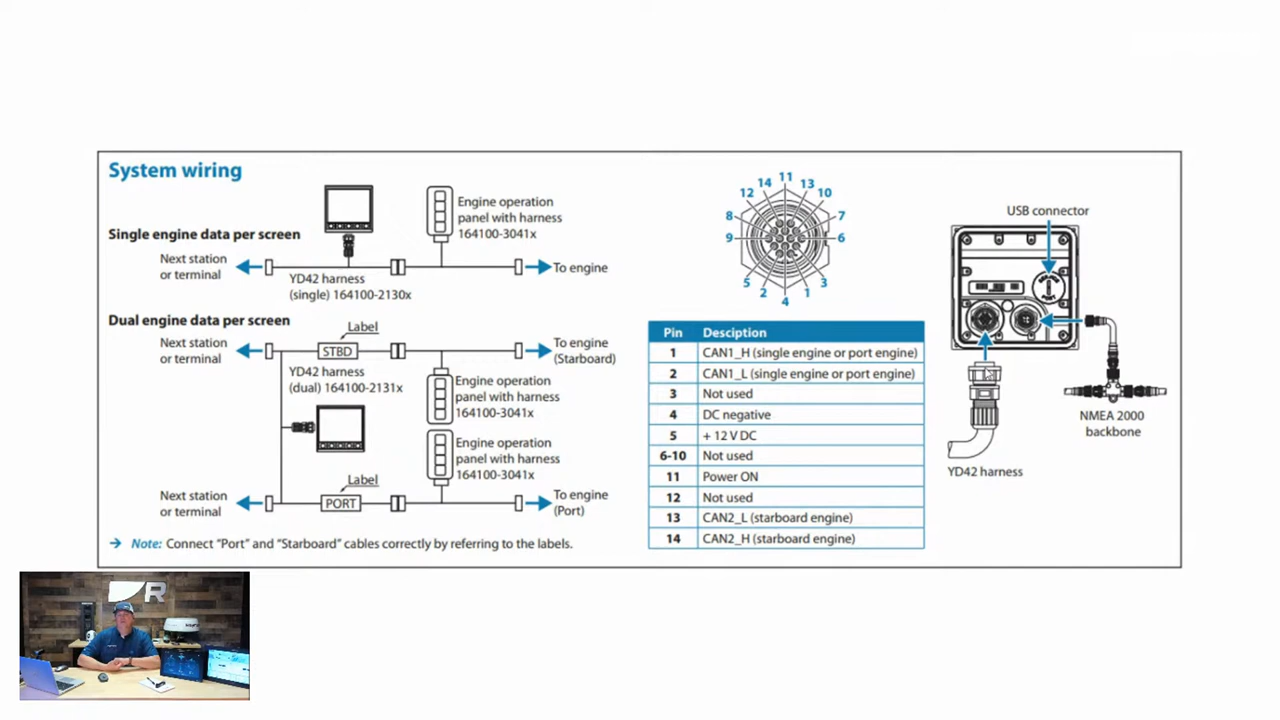 System wiring
Single engine data per screen
Next station
or terminal
YD42 harness
(single) 164100-2130x
Engine operation
panel with harness
164100-3041x
To engine
Dual engine data per screen
Next station
or terminal
Label
STBD
YD42 harness
(dual) 164100-2131x
To engine
(Starboard)
Engine operation
panel with harness
164100-3041x
Engine operation
panel with harness
164100-3041x
Next station
or terminal
Label
PORT
To engine
(Port)
Note: Connect “Port” and “Starboard” cables correctly by referring to the labels.
11
14 13
12 10
8 7
9 6
5 3
2 1
4
Pin Desciption
1 CAN1_H (single engine or port engine)
2 CAN1_L (single engine or port engine)
3 Not used
4 DC negative
5 + 12 V DC
6-10 Not used
11 Power ON
12 Not used
13 CAN2_L (starboard engine)
14 CAN2_H (starboard engine)
USB connector
NMEA 2000
backbone
YD42 harness
R